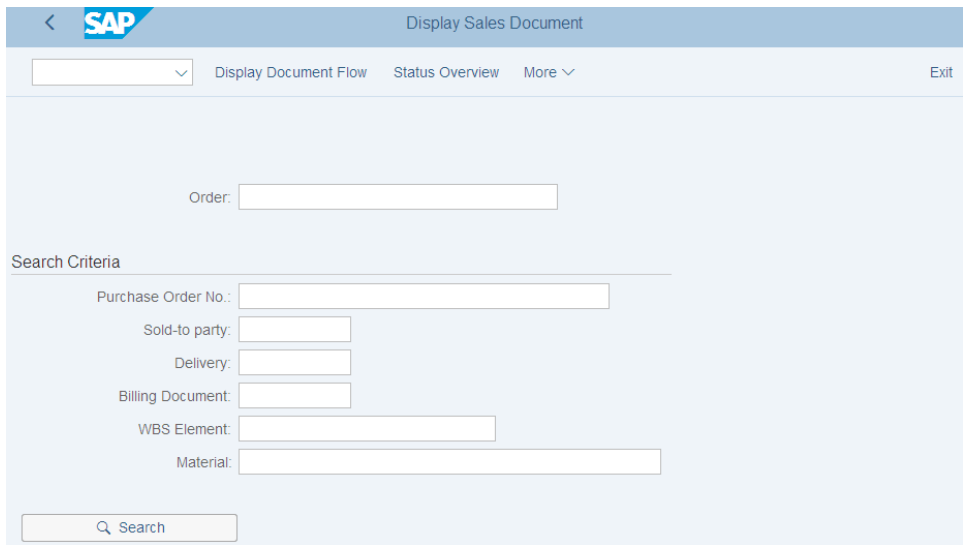 SAP Display Sales Document
Display Document Flow Status Overview More Exit
Order:
Search Criteria
Purchase Order No.:
Sold-to party:
Delivery:
Billing Document:
WBS Element:
Material:
Search